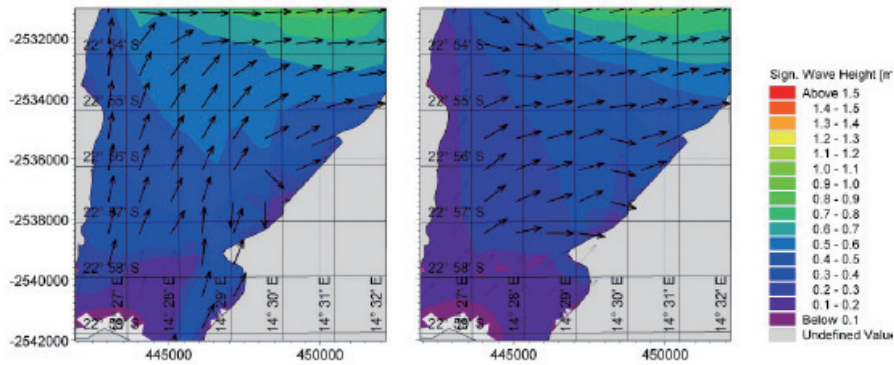 -2532000
-2534000
-2536000
-2538000
-2540000
-2542000
22° 54' S
22° 55' S
22° 56' S
22° 57' S
22° 58' S
22° 59' S
27' E
14° 28' E
14° 29' E
14° 30' E
14° 31' E
14° 32' E
445000 450000
22° 54' S
22° 55' S
22° 56' S
22° 57' S
22° 58' S
22° 59' S
27' E
14° 28' E
14° 29' E
14° 30' E
14° 31' E
14° 32' E
445000 450000
Sign. Wave Height [m
Above 1.5
1.4 - 1.5
1.3 - 1.4
1.2 - 1.3
1.1 - 1.2
1.0 - 1.1
0.9 - 1.0
0.8 - 0.9
0.7 - 0.8
0.6 - 0.7
0.5 - 0.6
0.4 - 0.5
0.3 - 0.4
0.2 - 0.3
0.1 - 0.2
Below 0.1
Undefined Value